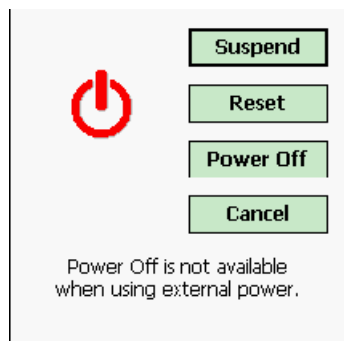 Suspend
Reset
Power Off
Cancel
Power Off is not available
when using external power.